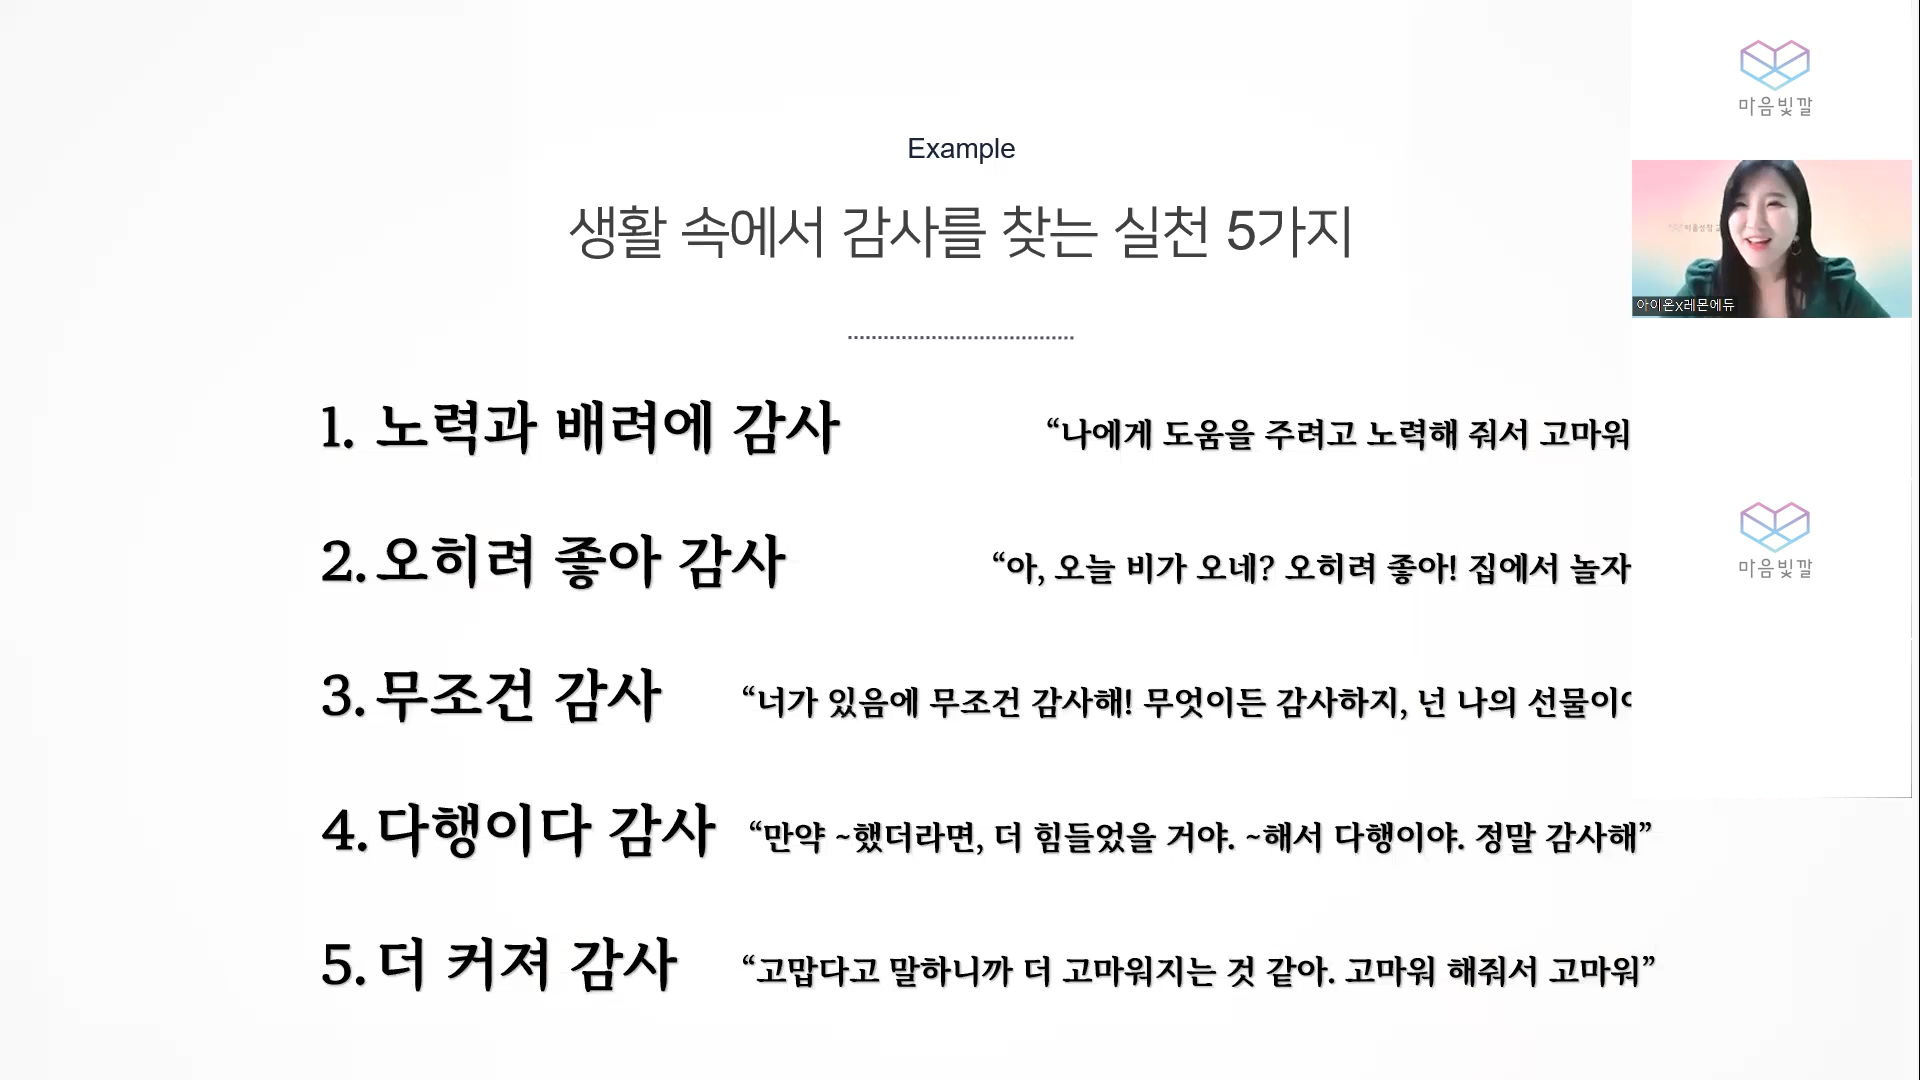 Example
생활 속에서 감사를 찾는 실천 5가지
1. 노력과 배려에 감사 “나에게 도움을 주려고 노력해 줘서 고마워
2. 오히려 좋아 감사 “아, 오늘 비가 오네? 오히려 좋아! 집에서 놀자
3. 무조건 감사 “너가 있음에 무조건 감사해! 무엇이든 감사하지, 넌 나의
4. 다행이다 감사 “만약 ~했더라면, 더 힘들었을 거야. ~해서 다행이야. 정말 감사해”
5. 더 커져 감사 “고맙다고 말하니까 더 고마워지는 것 같아. 고마워 해줘서 고마워”
마음빛깔
아이온x레몬에듀
마음빛깔